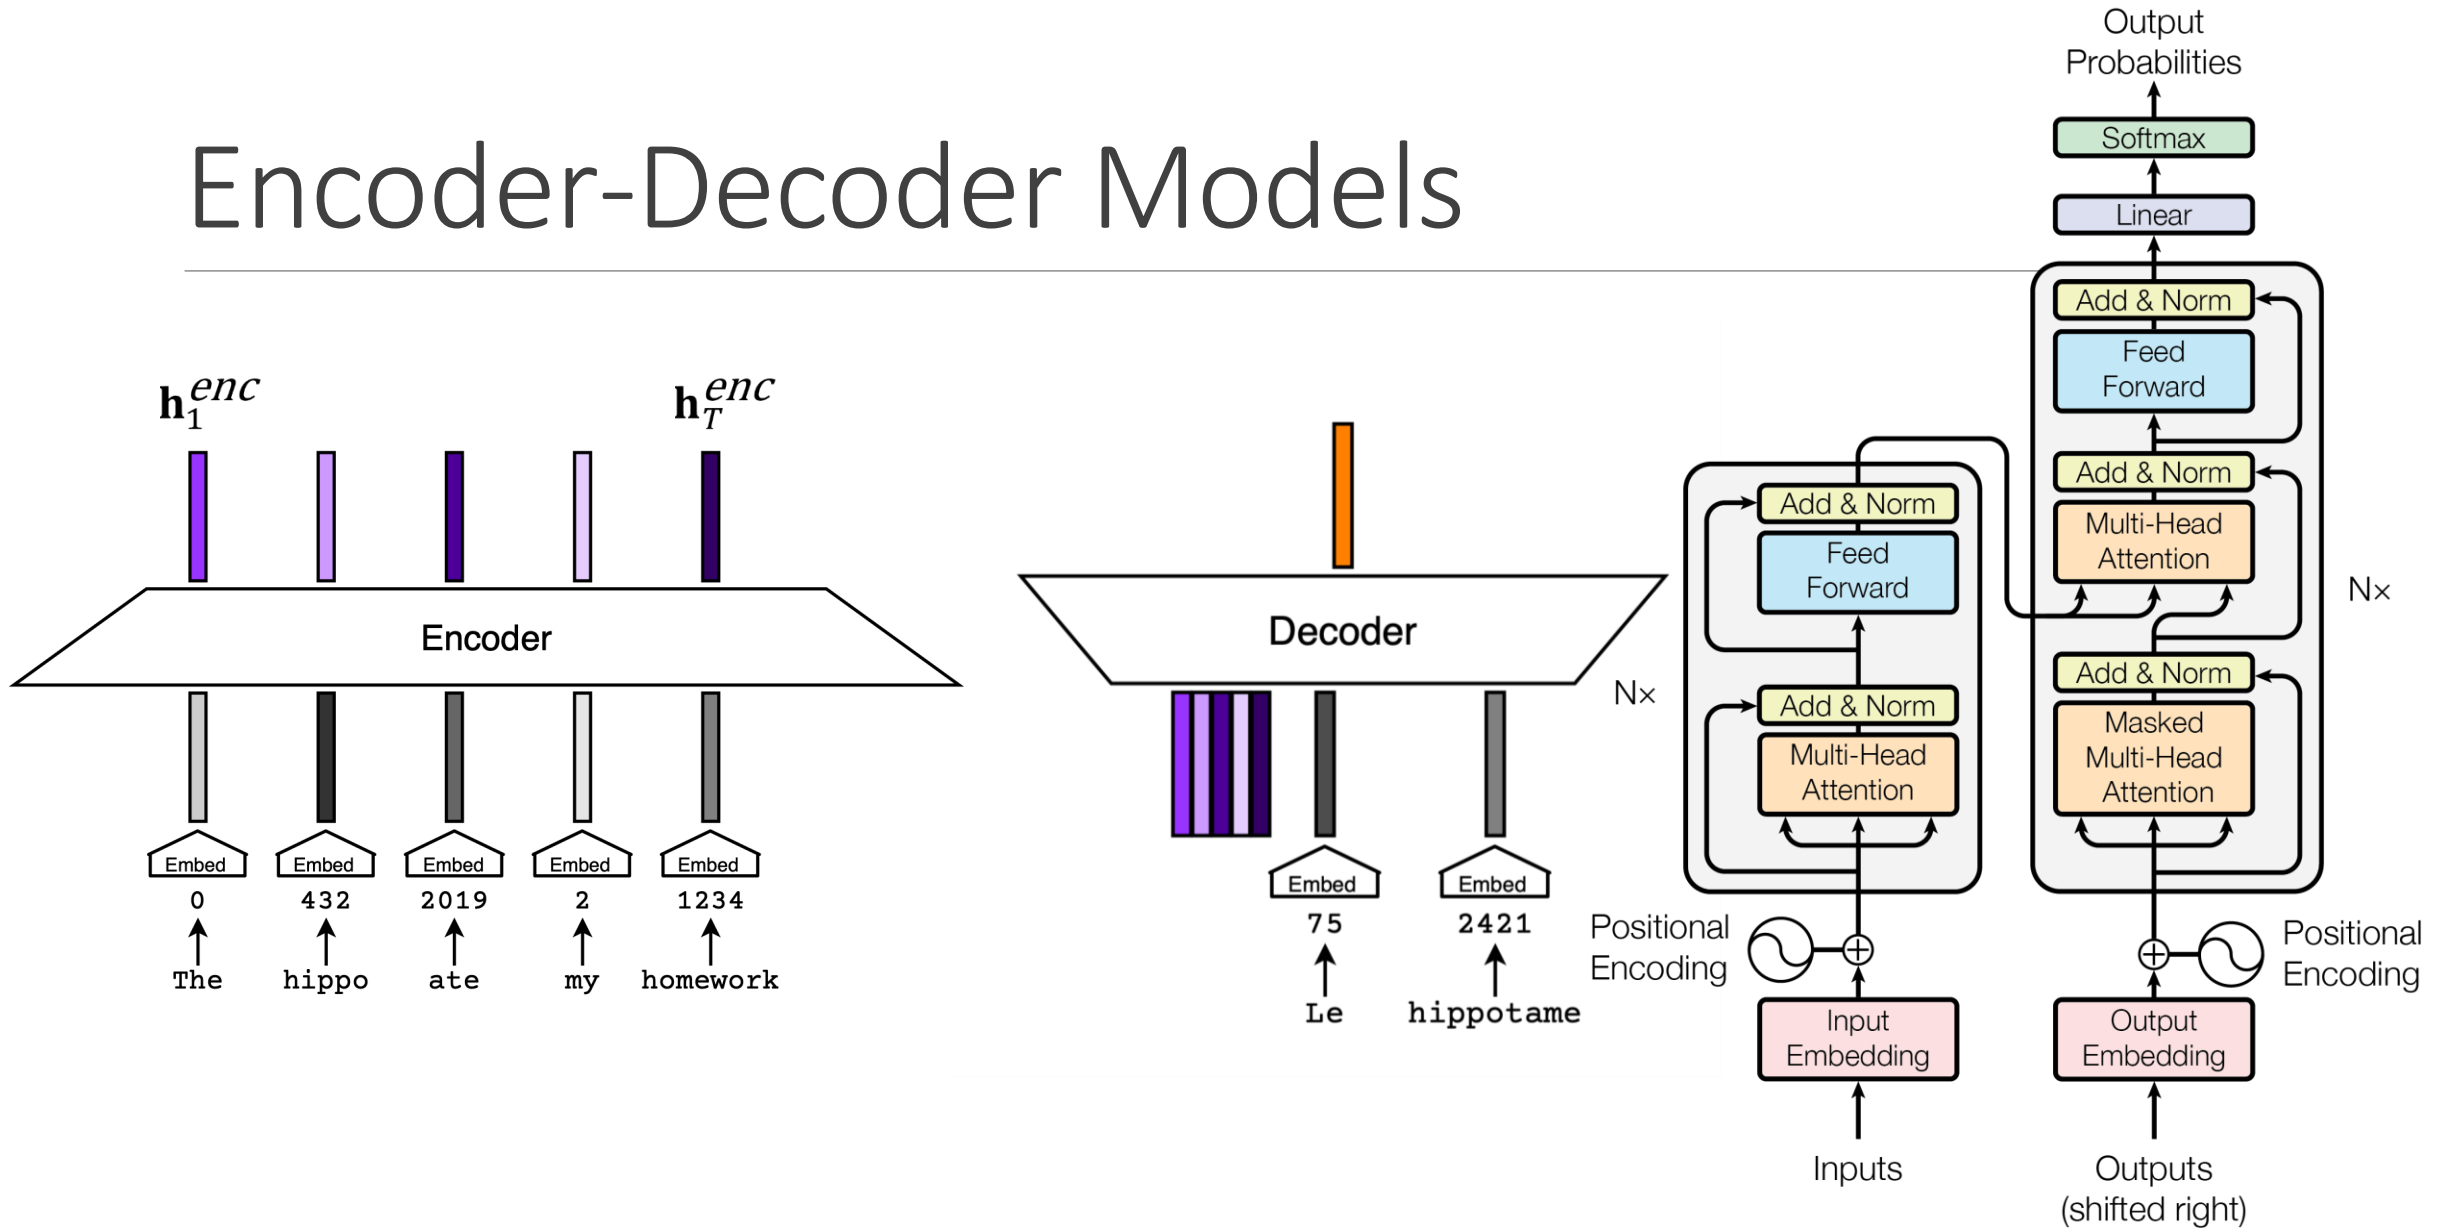 Encoder-Decoder Models
h₁ᵉⁿᶜ
h_Tᵉⁿᶜ
Encoder
Embed Embed Embed Embed Embed
0 432 2019 2 1234
The hippo ate my homework
Decoder
Embed Embed
75 2421
Le hippotame
Nx
Add & Norm
Feed
Forward
Add & Norm
Multi-Head
Attention
Positional
Encoding
Input
Embedding
Inputs
Output
Probabilities
Softmax
Linear
Add & Norm
Feed
Forward
Add & Norm
Multi-Head
Attention
Nx
Add & Norm
Masked
Multi-Head
Attention
Positional
Encoding
Output
Embedding
Outputs
(shifted right)